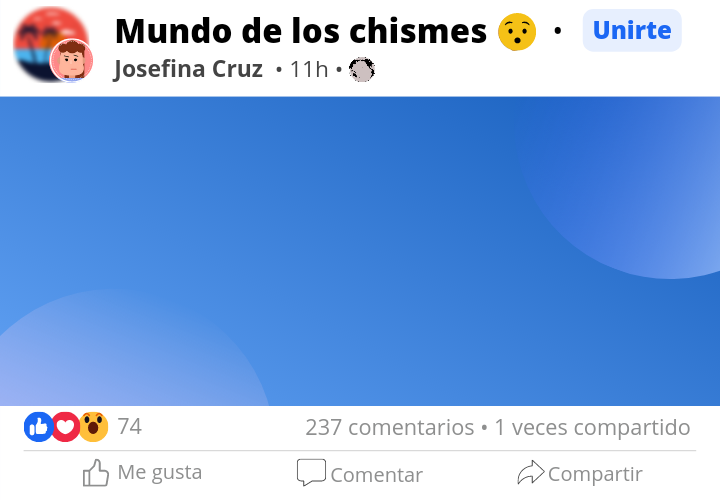 Mundo de los chismes 😯 · Unirte
Josefina Cruz · 11h ·
74 237 comentarios • 1 veces compartido
Me gusta Comentar Compartir